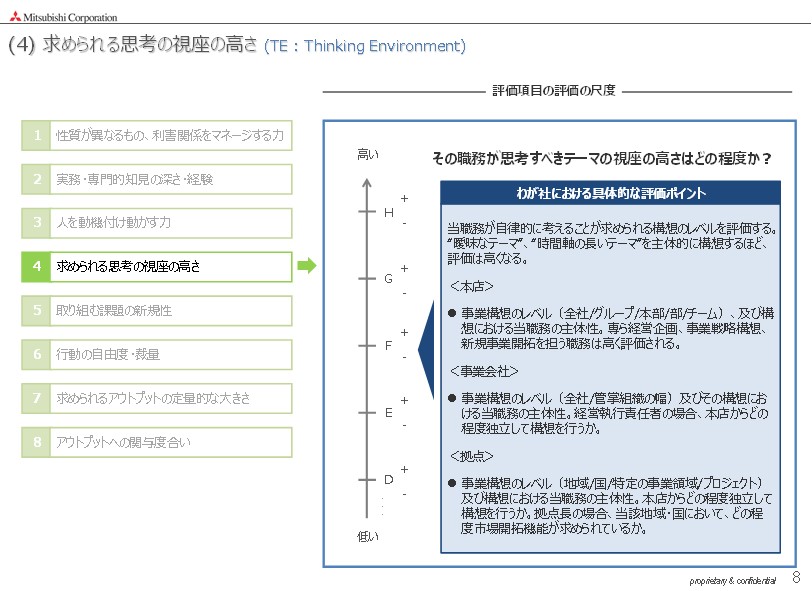 Mitsubishi Corporation
(4) 求められる思考の視座の高さ (TE：Thinking Environment)
評価項目の評価の尺度
1 性質が異なるもの、利害関係をマネージする力
2 実務・専門的知見の深さ・経験
3 人を動機付け動かす力
4 求められる思考の視座の高さ
5 取り組む課題の新規性
6 行動の自由度・裁量
7 求められるアウトプットの定量的な大きさ
8 アウトプットへの関与度合い
高い
+
H
-
+
G
-
+
F
-
+
E
-
+
D
-
低い
その職務が思考すべきテーマの視座の高さはどの程度か？
わが社における具体的な評価ポイント
当職務が自律的に考えることが求められる構想のレベルを評価する。
“曖昧なテーマ”、“時間軸の長いテーマ”を主体的に構想するほど、
評価は高くなる。
＜本店＞
● 事業構想のレベル（全社/グループ/本部/部/チーム）、及び構
想における当職務の主体性。専ら経営企画、事業戦略構想、
新規事業開拓を担う職務は高く評価される。
＜事業会社＞
● 事業構想のレベル（全社/管掌組織の幅）及びその構想にお
ける当職務の主体性。経営執行責任者の場合、本店からどの
程度独立して構想を行うか。
＜拠点＞
● 事業構想のレベル（地域/国/特定の事業領域/プロジェクト）
及び構想における当職務の主体性。本店からどの程度独立して
構想を行うか。拠点長の場合、当該地域・国において、どの程
度市場開拓機能が求められているか。
proprietary & confidential 8